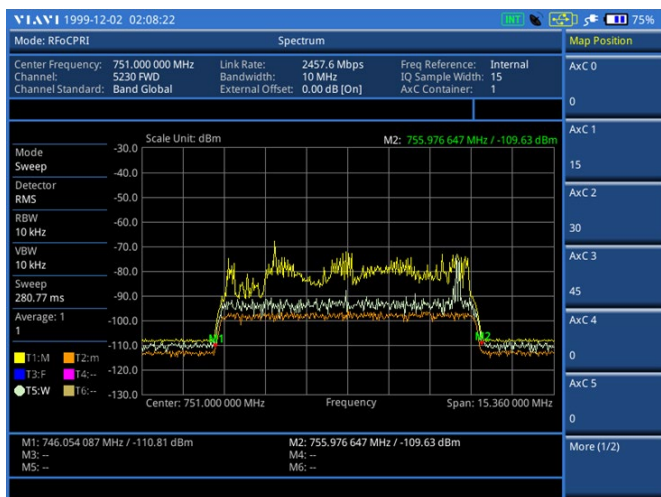 VIAVI 1999-12-02 02:08:22
INT
75%
Mode: RFoCPRI
Spectrum
Map Position
Center Frequency: 751.000 000 MHz
Channel: 5230 FWD
Channel Standard: Band Global
Link Rate: 2457.6 Mbps
Bandwidth: 10 MHz
External Offset: 0.00 dB [On]
Freq Reference: Internal
IQ Sample Width: 15
AxC Container: 1
Mode
Sweep
Detector
RMS
RBW
10 kHz
VBW
10 kHz
Sweep
280.77 ms
Average: 1
1
T1:M T2:m
T3:F T4:--
T5:W T6:--
Scale Unit: dBm
M2: 755.976 647 MHz / -109.63 dBm
-30.0
-40.0
-50.0
-60.0
-70.0
-80.0
-90.0
-100.0
-110.0
-120.0
-130.0
M1
M2
Center: 751.000 000 MHz
Frequency
Span: 15.360 000 MHz
M1: 746.054 087 MHz / -110.81 dBm
M2: 755.976 647 MHz / -109.63 dBm
M3: --
M4: --
M5: --
M6: --
AxC 0
0
AxC 1
15
AxC 2
30
AxC 3
45
AxC 4
0
AxC 5
0
More (1/2)